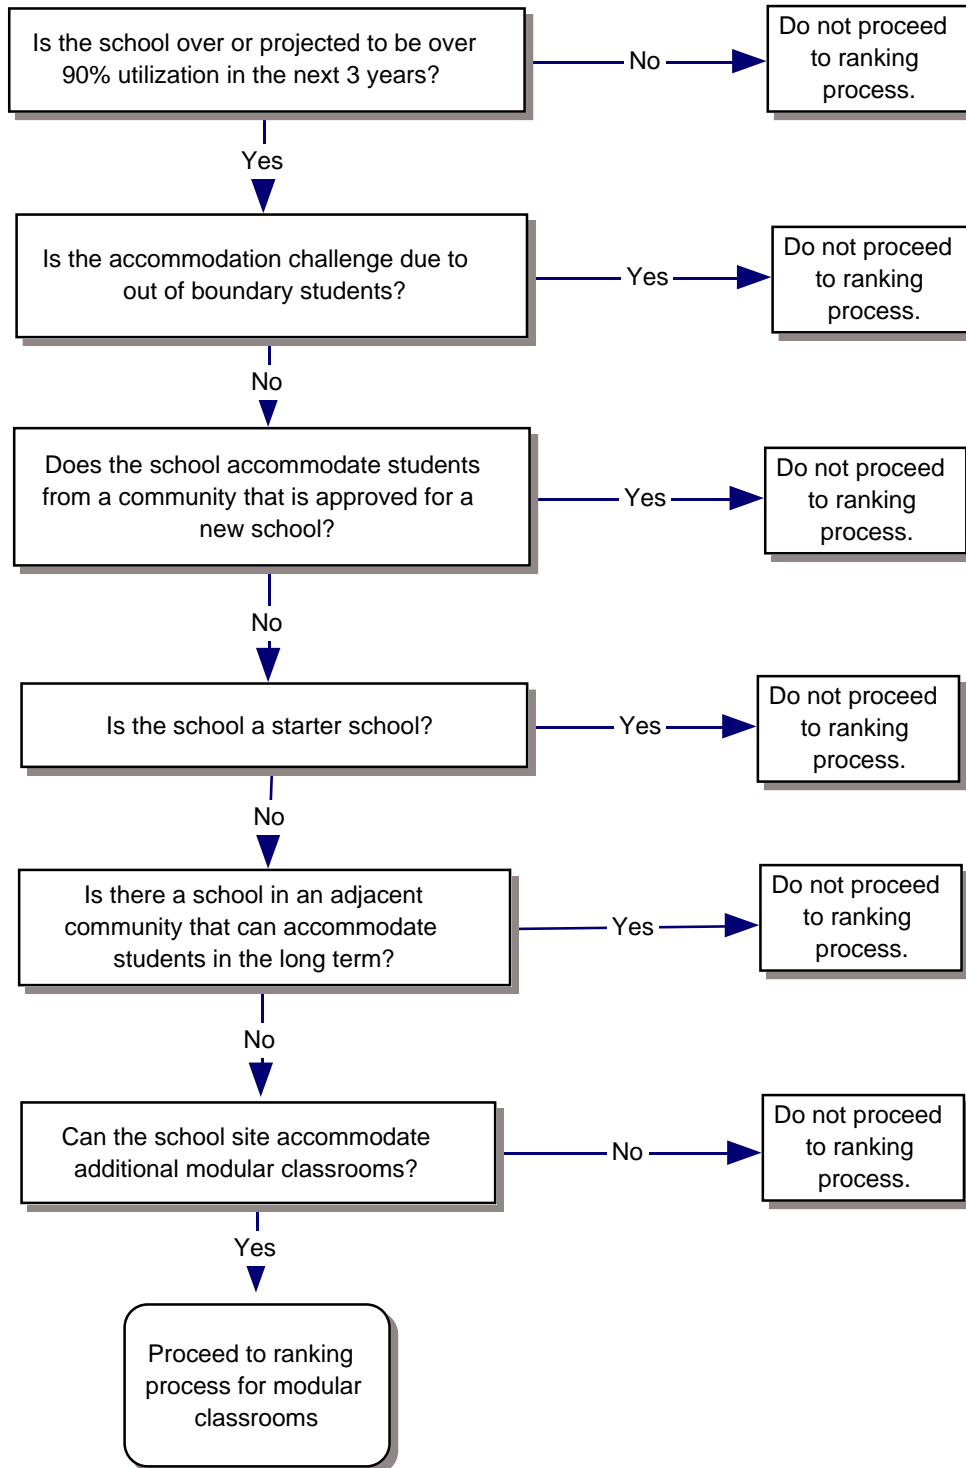 Is the school over or projected to be over
90% utilization in the next 3 years?
No
Do not proceed
to ranking
process.
Yes
Is the accommodation challenge due to
out of boundary students?
Yes
Do not proceed
to ranking
process.
No
Does the school accommodate students
from a community that is approved for a
new school?
Yes
Do not proceed
to ranking
process.
No
Is the school a starter school?
Yes
Do not proceed
to ranking
process.
No
Is there a school in an adjacent
community that can accommodate
students in the long term?
Yes
Do not proceed
to ranking
process.
No
Can the school site accommodate
additional modular classrooms?
No
Do not proceed
to ranking
process.
Yes
Proceed to ranking
process for modular
classrooms